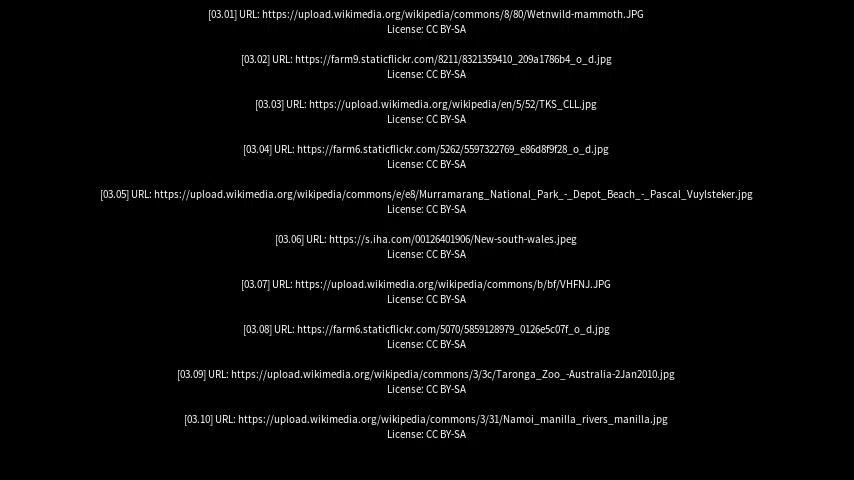 [03.01] URL: https://upload.wikimedia.org/wikipedia/commons/8/80/Wetnwild-mammoth.JPG
License: CC BY-SA
[03.02] URL: https://farm9.staticflickr.com/8211/8321359410_209a1786b4_o_d.jpg
License: CC BY-SA
[03.03] URL: https://upload.wikimedia.org/wikipedia/en/5/52/TKS_CLL.jpg
License: CC BY-SA
[03.04] URL: https://farm6.staticflickr.com/5262/5597322769_e86d8f9f28_o_d.jpg
License: CC BY-SA
[03.05] URL: https://upload.wikimedia.org/wikipedia/commons/e/e8/Murramarang_National_Park_-_Depot_Beach_-_Pascal_Vuylsteker.jpg
License: CC BY-SA
[03.06] URL: https://s.iha.com/00126401906/New-south-wales.jpeg
License: CC BY-SA
[03.07] URL: https://upload.wikimedia.org/wikipedia/commons/b/bf/VHFNJ.JPG
License: CC BY-SA
[03.08] URL: https://farm6.staticflickr.com/5070/5859128979_0126e5c07f_o_d.jpg
License: CC BY-SA
[03.09] URL: https://upload.wikimedia.org/wikipedia/commons/3/3c/Taronga_Zoo_-Australia-2Jan2010.jpg
License: CC BY-SA
[03.10] URL: https://upload.wikimedia.org/wikipedia/commons/3/31/Namoi_manilla_rivers_manilla.jpg
License: CC BY-SA